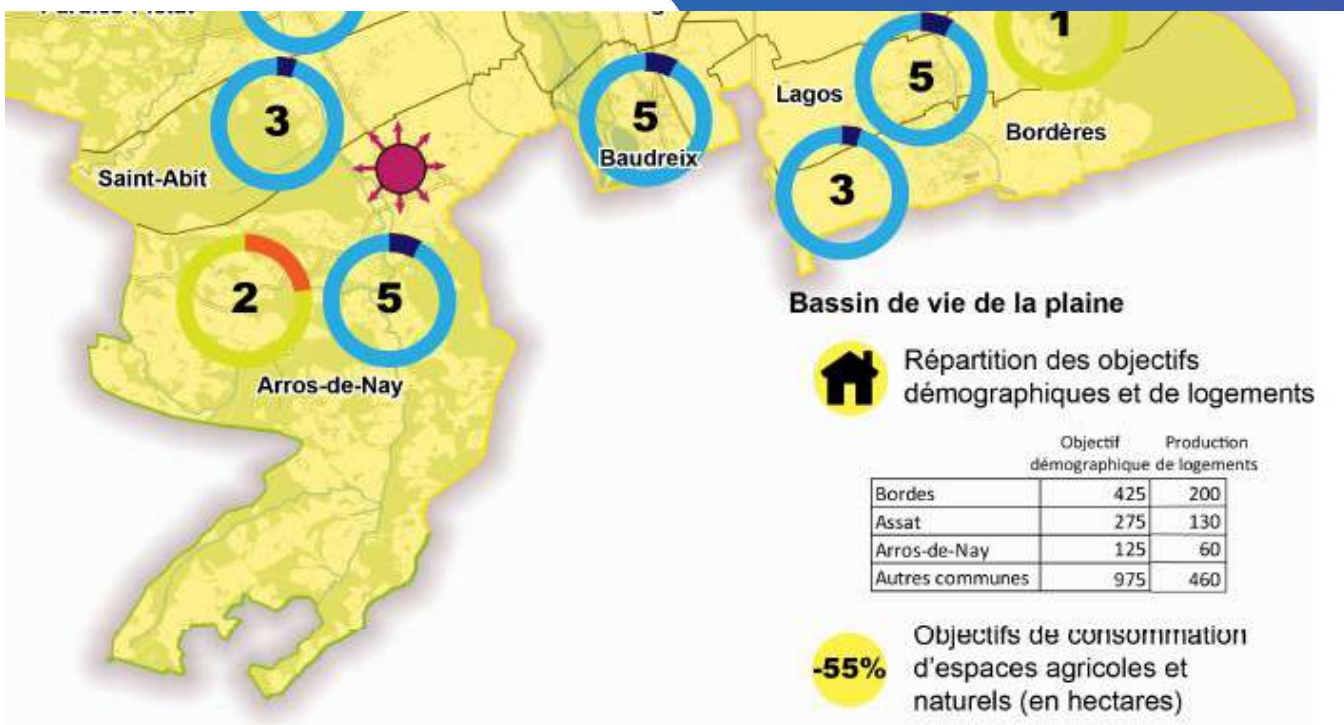 1
3
5
5
Lagos
Bordères
Baudreix
Saint-Abit
3
2
5
Arros-de-Nay
Bassin de vie de la plaine
Répartition des objectifs
démographiques et de logements
Objectif Production
démographique de logements
Bordes 425 200
Assat 275 130
Arros-de-Nay 125 60
Autres communes 975 460
Objectifs de consommation
-55% d'espaces agricoles et
naturels (en hectares)